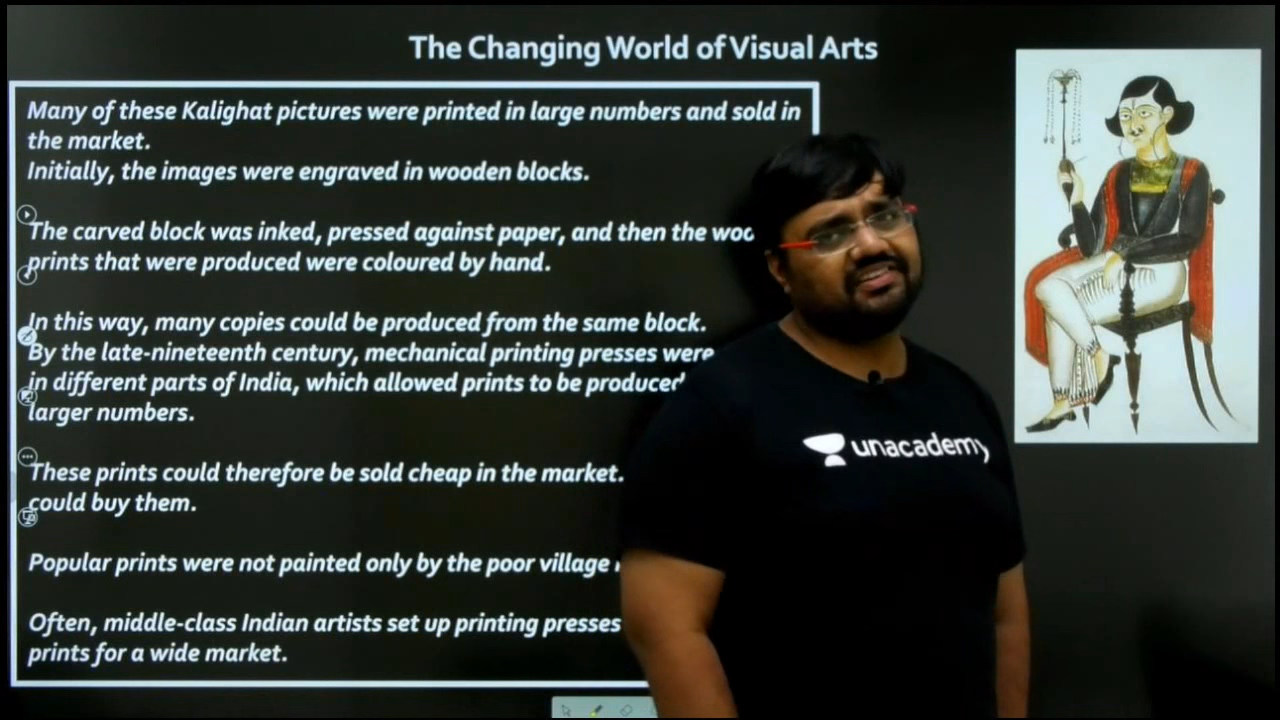 The Changing World of Visual Arts
Many of these Kalighat pictures were printed in large numbers and sold in
the market.
Initially, the images were engraved in wooden blocks.
The carved block was inked, pressed against paper, and then the
prints that were produced were coloured by hand.
In this way, many copies could be produced from the same block.
By the late-nineteenth century, mechanical printing presses were
in different parts of India, which allowed prints to be produced
larger numbers.
These prints could therefore be sold cheap in the market.
could buy them.
Popular prints were not painted only by the poor village
Often, middle-class Indian artists set up printing presses
prints for a wide market.
unacademy